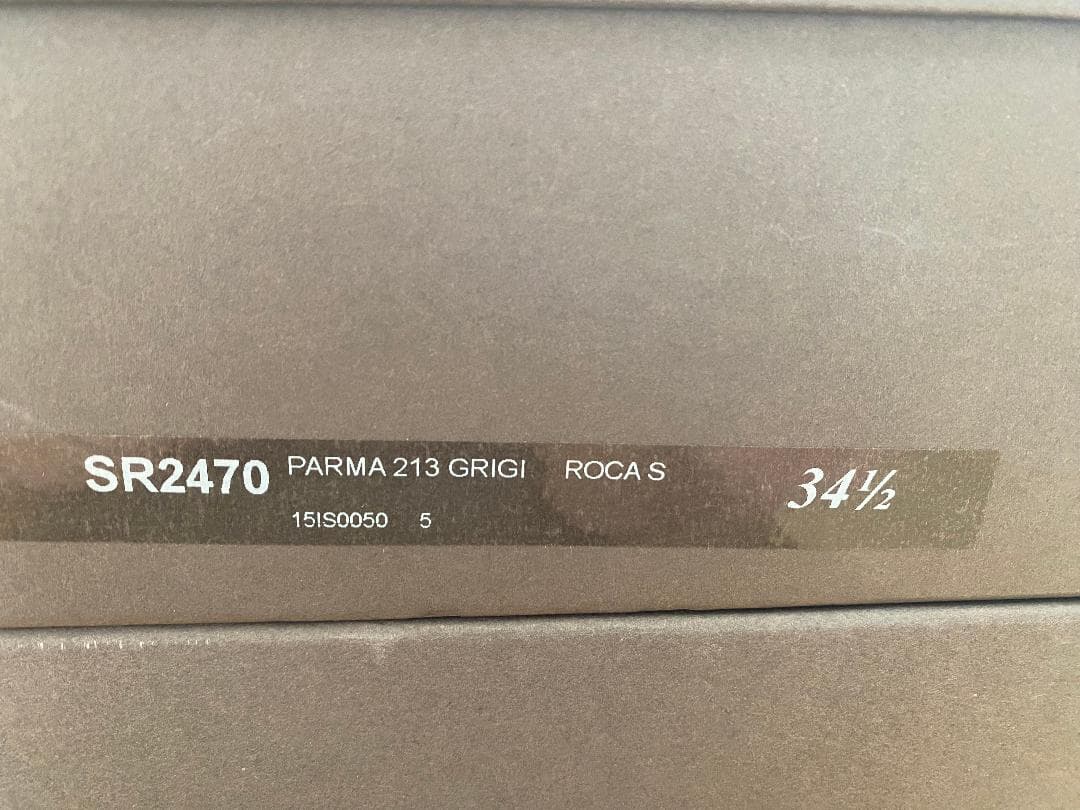 SR2470 PARMA 213 GRIGI ROCA S 34½
15IS0050 5